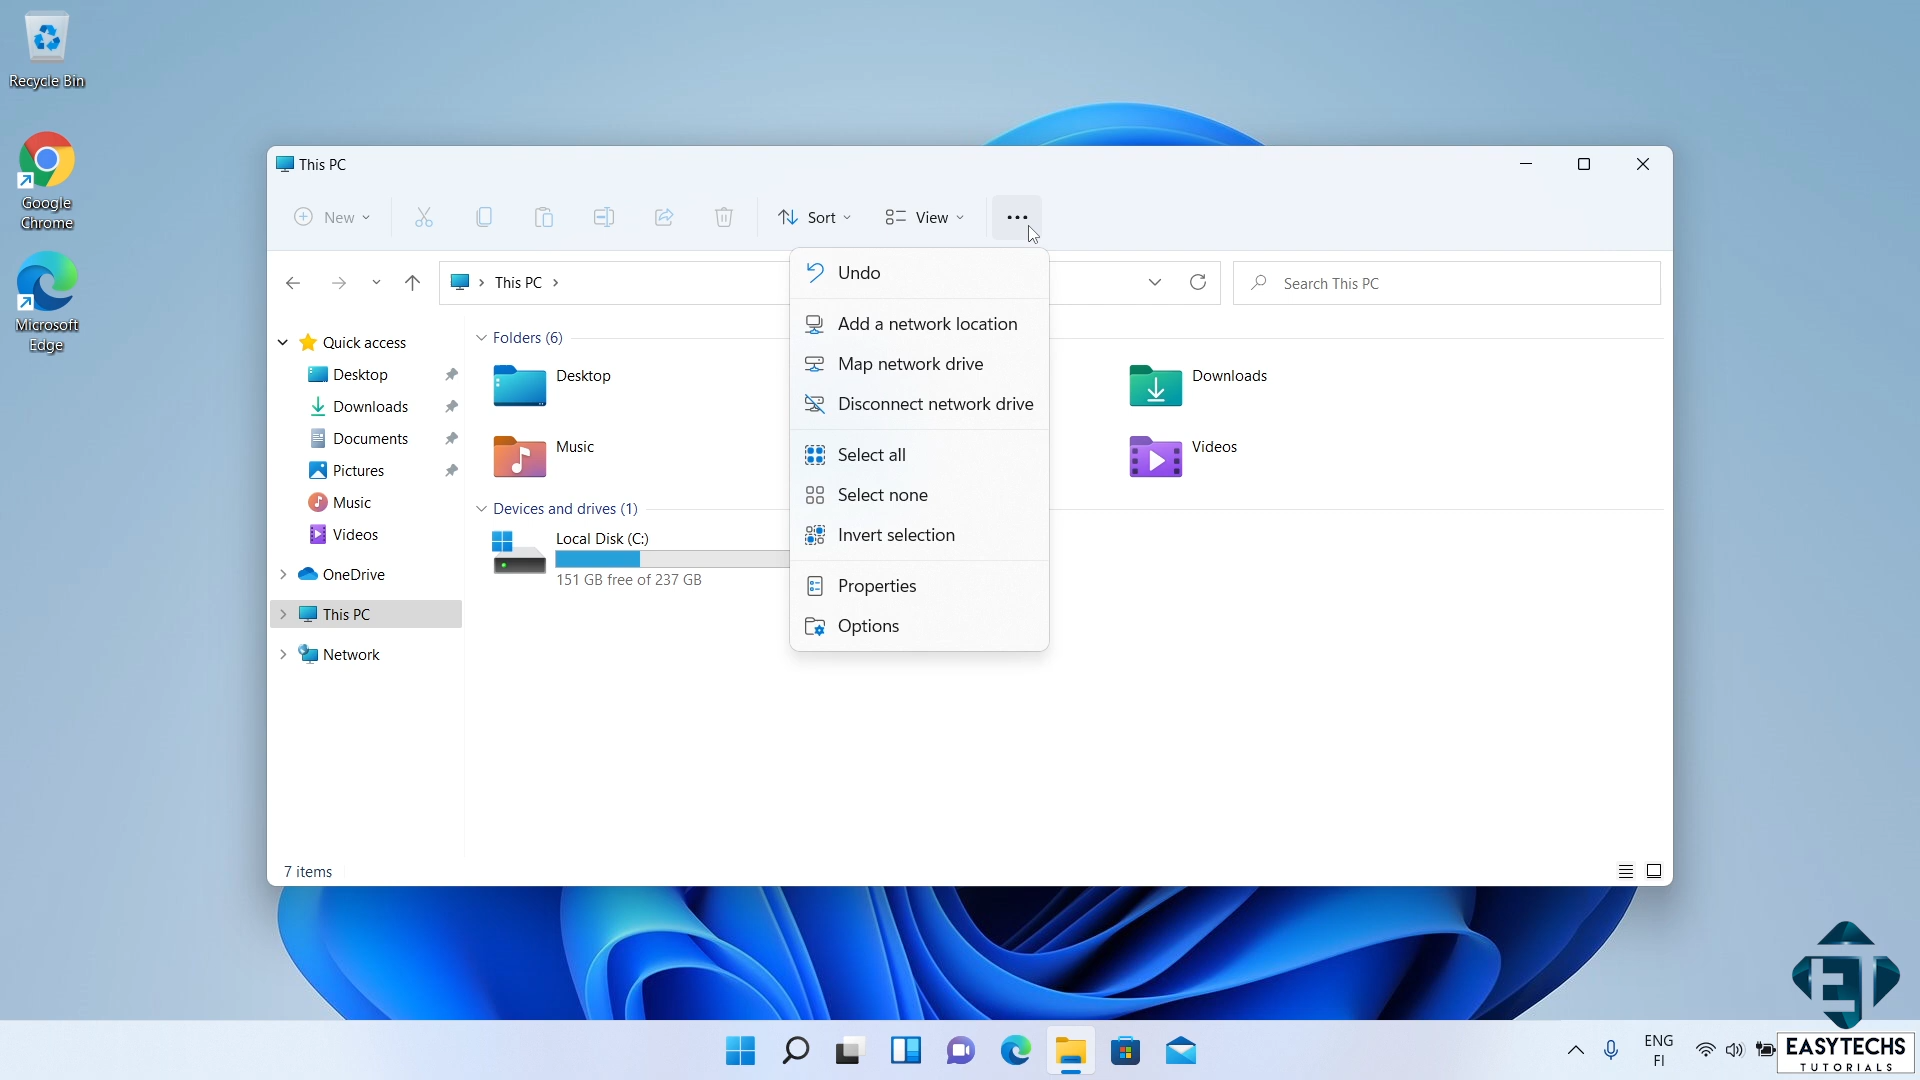 Recycle Bin
Google
Chrome
Microsoft
Edge
This PC
New
Sort
View
This PC
Search This PC
Undo
Add a network location
Map network drive
Disconnect network drive
Select all
Select none
Invert selection
Properties
Options
Quick access
Desktop
Downloads
Documents
Pictures
Music
Videos
OneDrive
This PC
Network
Folders (6)
Desktop
Downloads
Music
Videos
Devices and drives (1)
Local Disk (C:)
151 GB free of 237 GB
7 items
ENG
FI
EASYTECHS
TUTORIALS